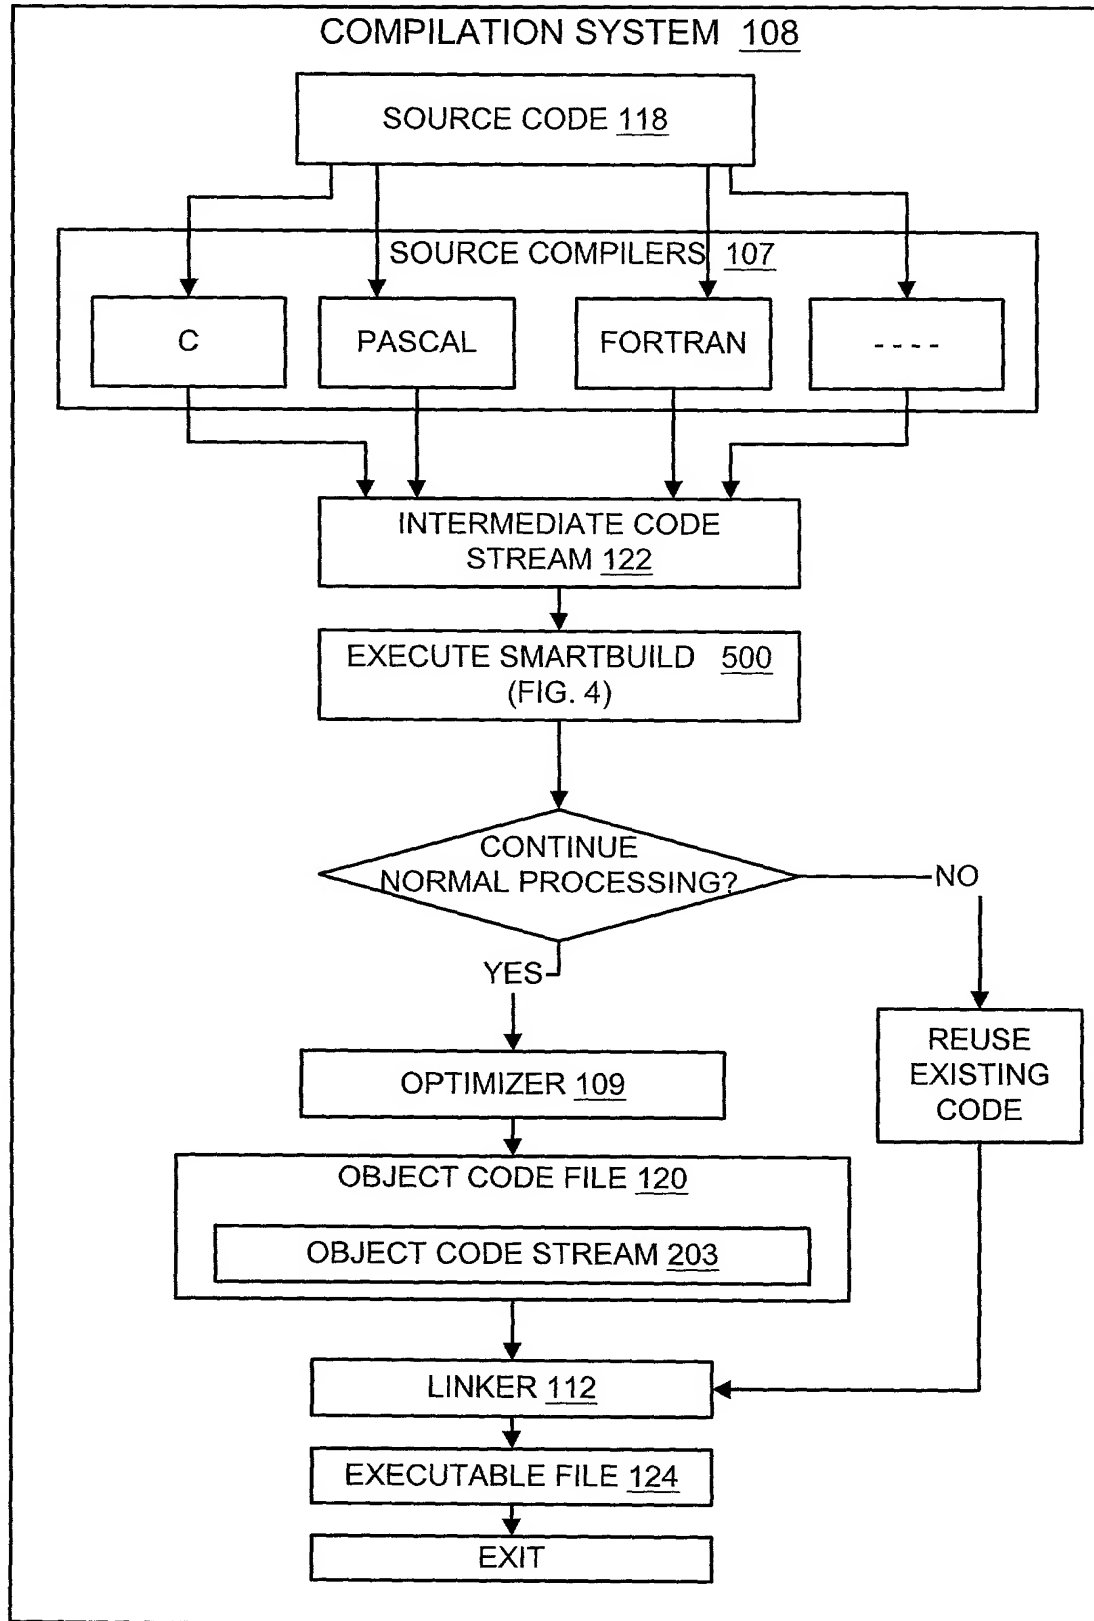 COMPILATION SYSTEM 108
SOURCE CODE 118
SOURCE COMPILERS 107
C
PASCAL
FORTRAN
----
INTERMEDIATE CODE
STREAM 122
EXECUTE SMARTBUILD 500
(FIG. 4)
CONTINUE
NORMAL PROCESSING?
NO
YES
REUSE
EXISTING
CODE
OPTIMIZER 109
OBJECT CODE FILE 120
OBJECT CODE STREAM 203
LINKER 112
EXECUTABLE FILE 124
EXIT